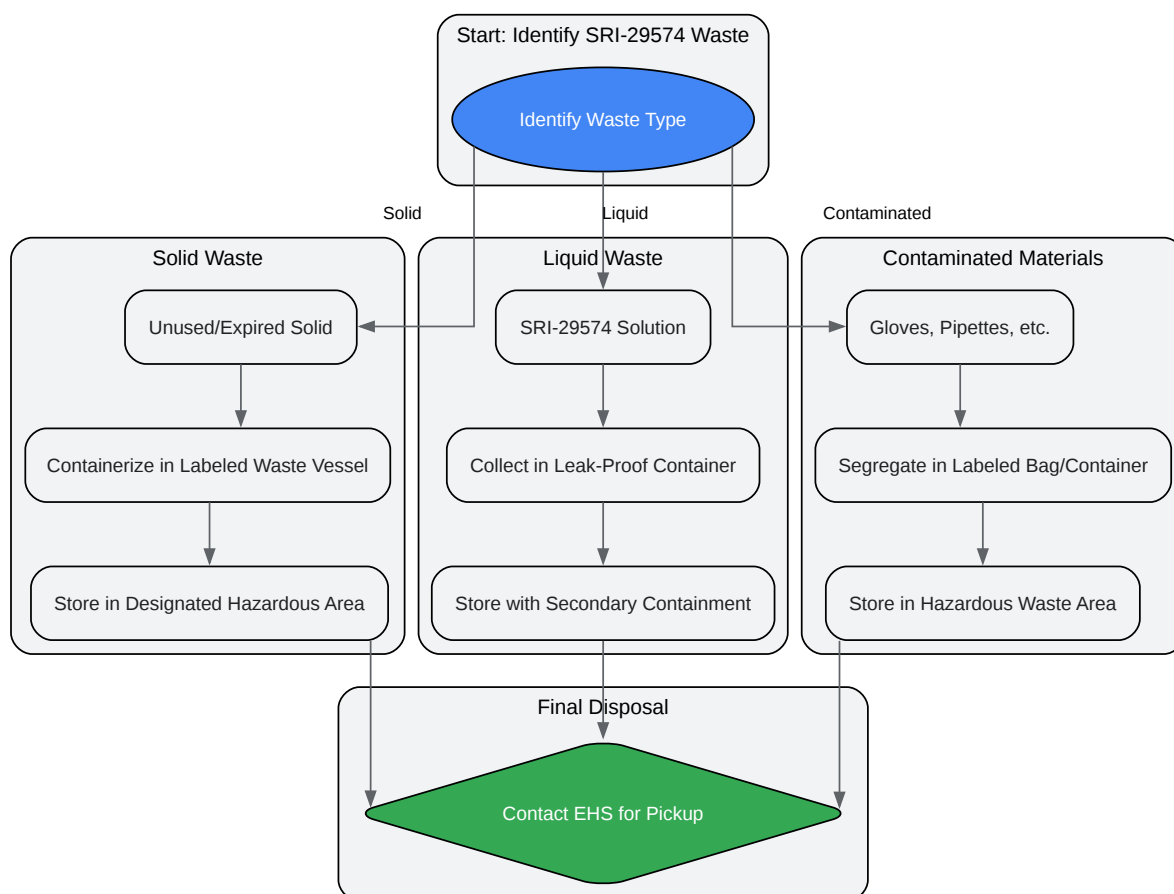 Start: Identify SRI-29574 Waste
Identify Waste Type
Solid
Liquid
Contaminated
Solid Waste
Unused/Expired Solid
Containerize in Labeled Waste Vessel
Store in Designated Hazardous Area
Liquid Waste
SRI-29574 Solution
Collect in Leak-Proof Container
Store with Secondary Containment
Contaminated Materials
Gloves, Pipettes, etc.
Segregate in Labeled Bag/Container
Store in Hazardous Waste Area
Final Disposal
Contact EHS for Pickup